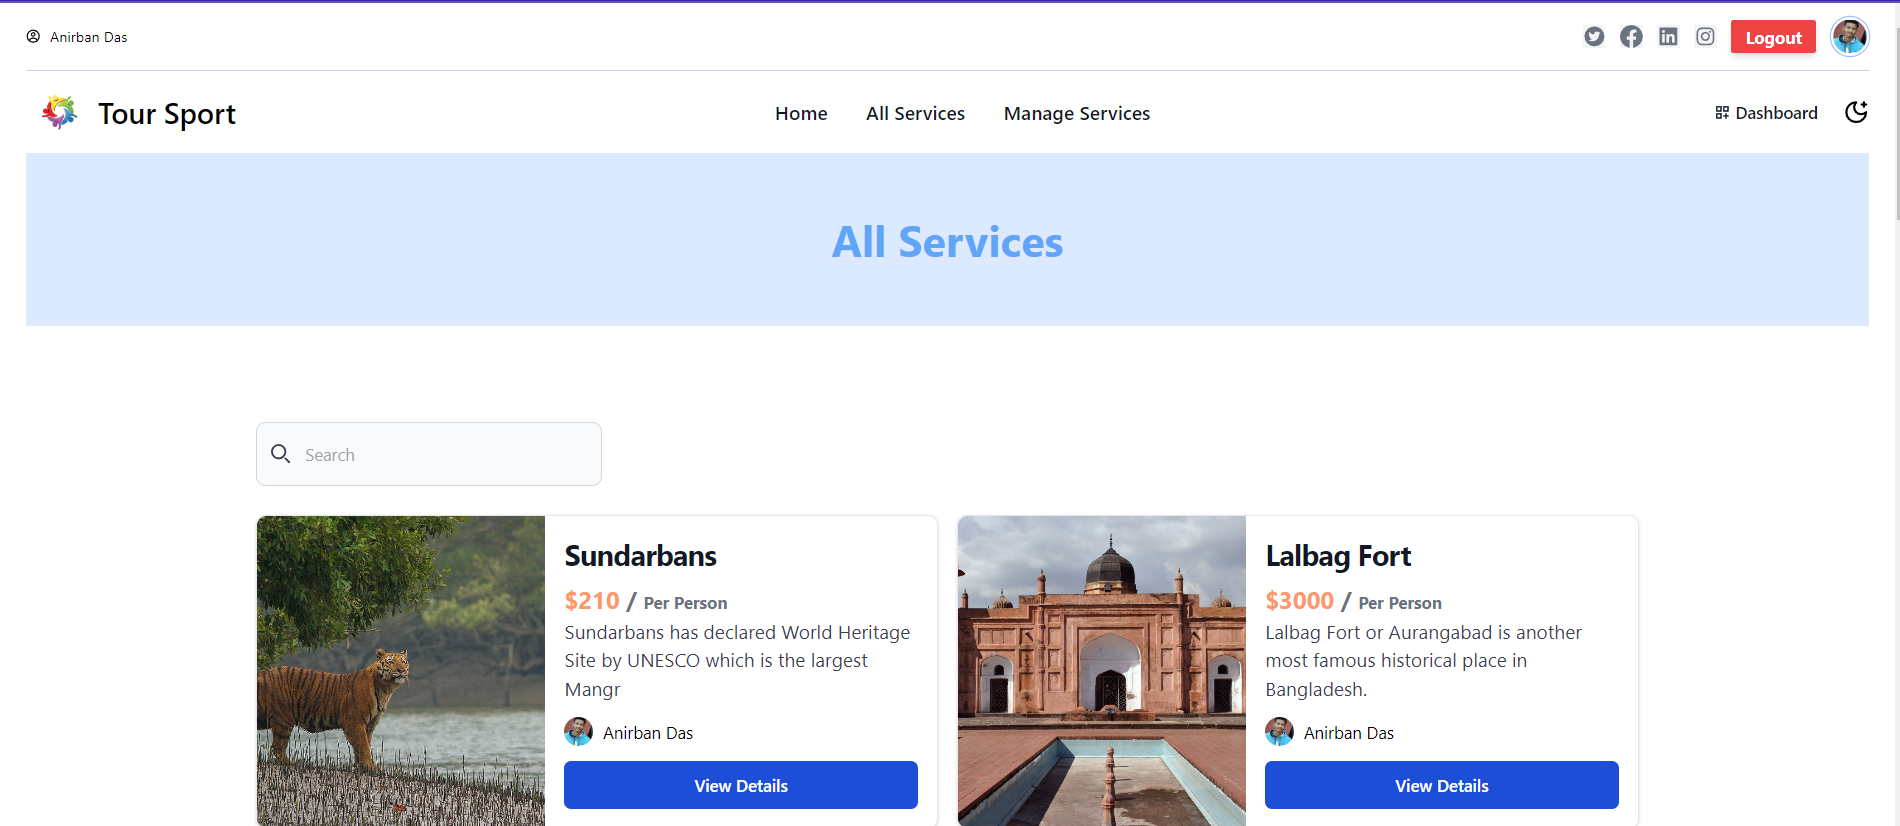 Anirban Das
Logout
Tour Sport
Home All Services Manage Services
Dashboard
All Services
Search
Sundarbans
$210 / Per Person
Sundarbans has declared World Heritage
Site by UNESCO which is the largest
Mangr
Anirban Das
View Details
Lalbag Fort
$3000 / Per Person
Lalbag Fort or Aurangabad is another
most famous historical place in
Bangladesh.
Anirban Das
View Details